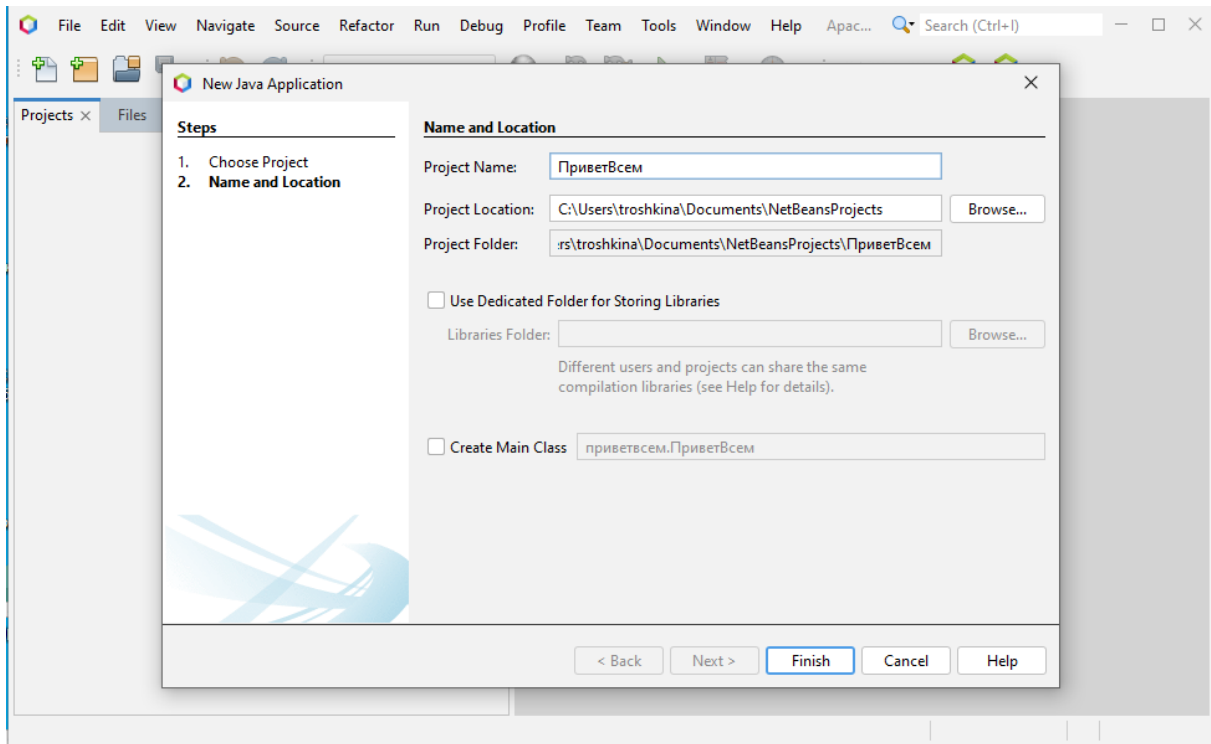 File Edit View Navigate Source Refactor Run Debug Profile Team Tools Window Help Apac... Search (Ctrl+I)
New Java Application
Projects Files
Steps
1. Choose Project
2. Name and Location
Name and Location
Project Name: ПриветВсем
Project Location: C:\Users\troshkina\Documents\NetBeansProjects Browse...
Project Folder: rs\troshkina\Documents\NetBeansProjects\ПриветВсем
Use Dedicated Folder for Storing Libraries
Libraries Folder: Browse...
Different users and projects can share the same
compilation libraries (see Help for details).
Create Main Class приветвсем.ПриветВсем
< Back Next > Finish Cancel Help